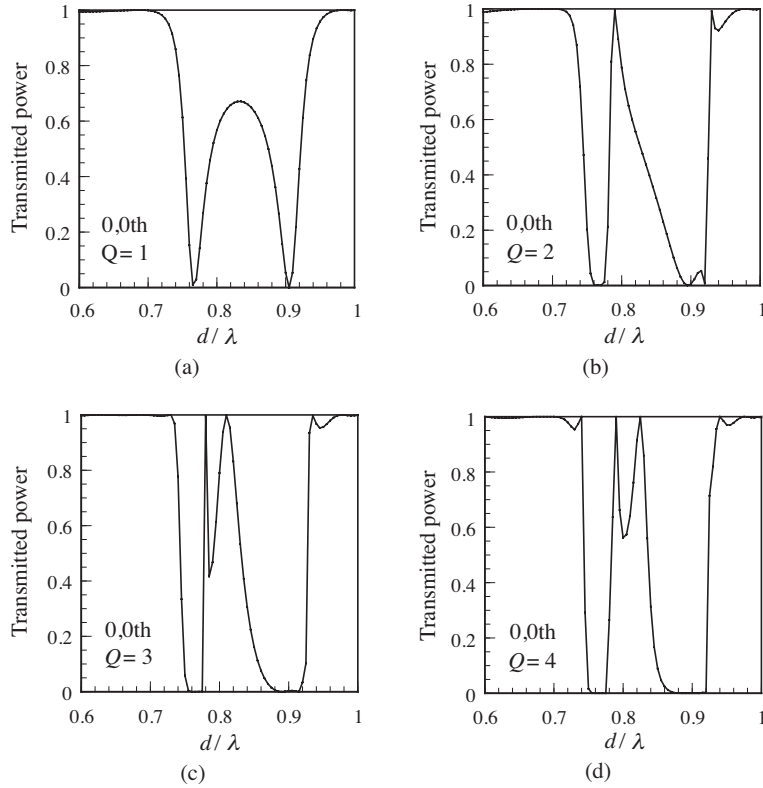 1
0.8
0.6
0.4
0.2
0
Transmitted power
0,0th
Q= 1
0.6 0.7 0.8 0.9 1
d / λ
(a)
1
0.8
0.6
0.4
0.2
0
Transmitted power
0,0th
Q= 2
0.6 0.7 0.8 0.9 1
d / λ
(b)
1
0.8
0.6
0.4
0.2
0
Transmitted power
0,0th
Q= 3
0.6 0.7 0.8 0.9 1
d / λ
(c)
1
0.8
0.6
0.4
0.2
0
Transmitted power
0,0th
Q= 4
0.6 0.7 0.8 0.9 1
d / λ
(d)